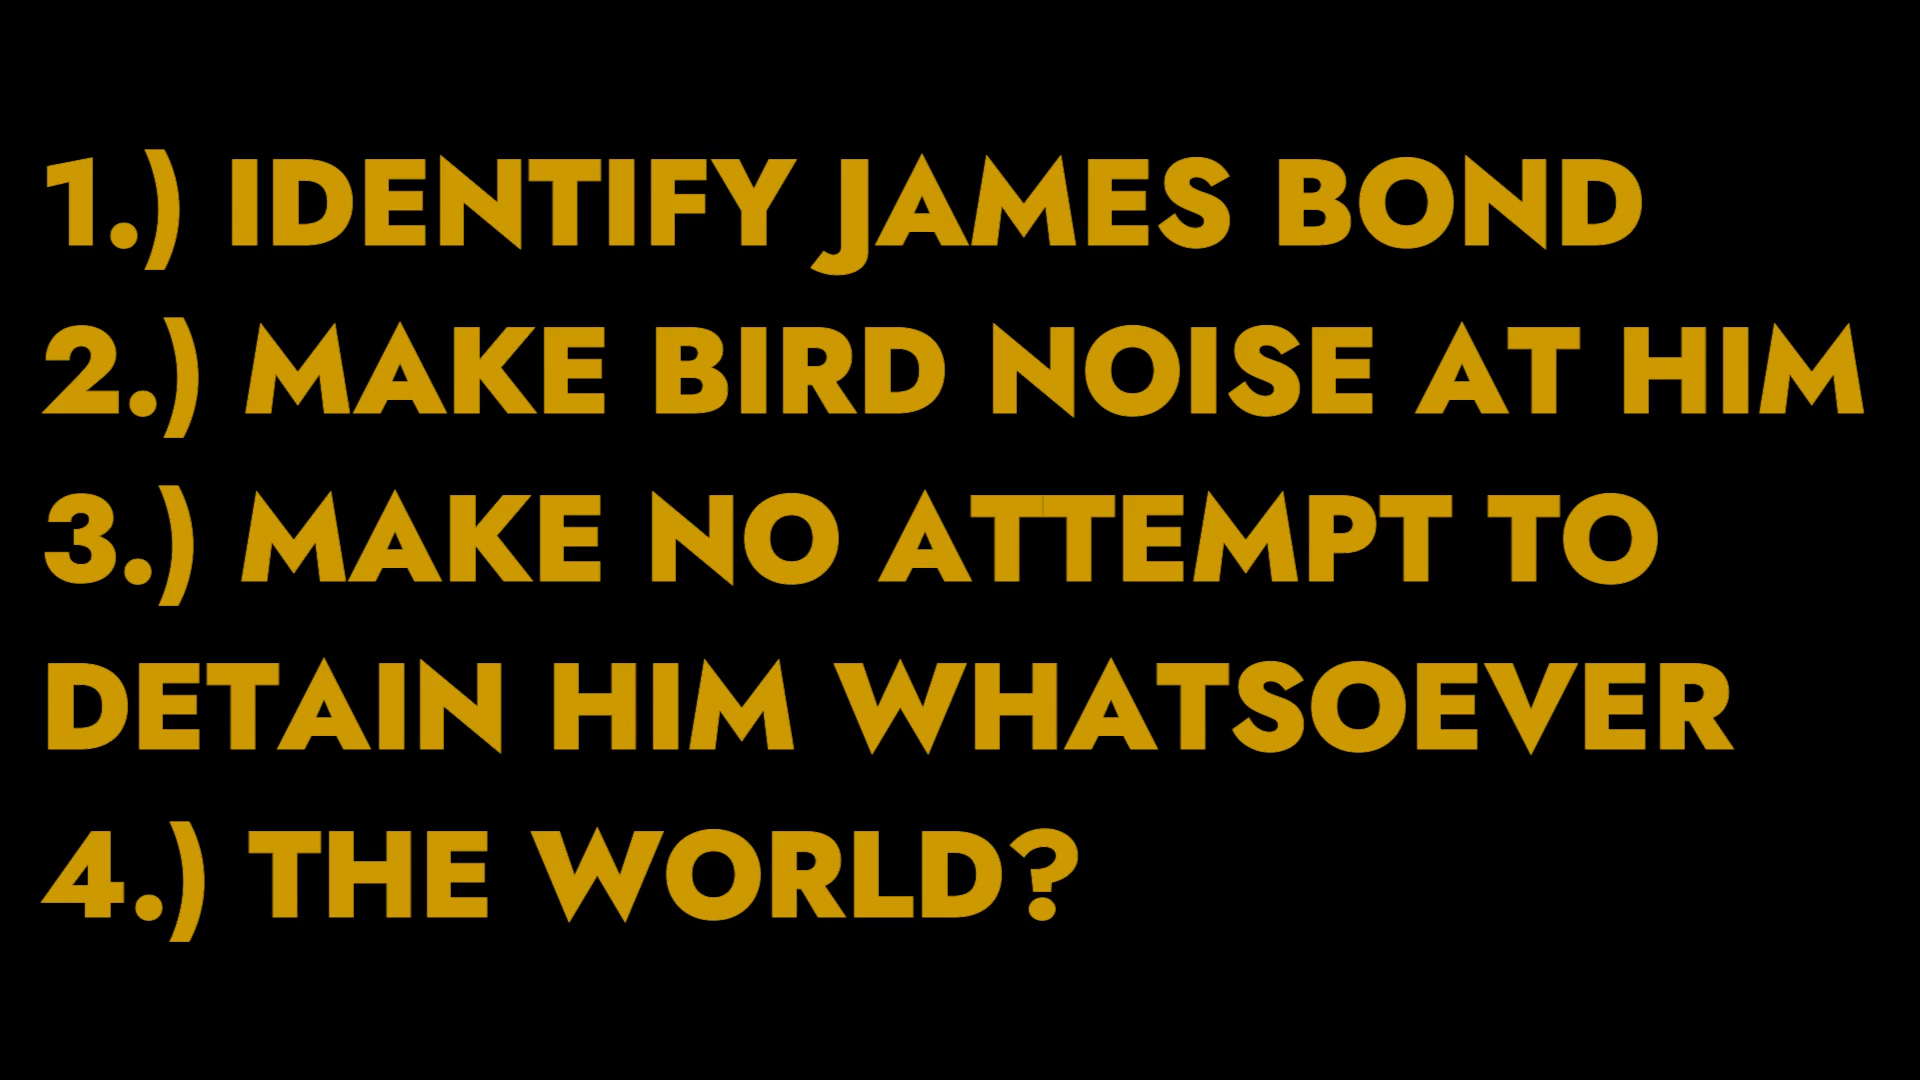 1.) IDENTIFY JAMES BOND
2.) MAKE BIRD NOISE AT HIM
3.) MAKE NO ATTEMPT TO
DETAIN HIM WHATSOEVER
4.) THE WORLD?